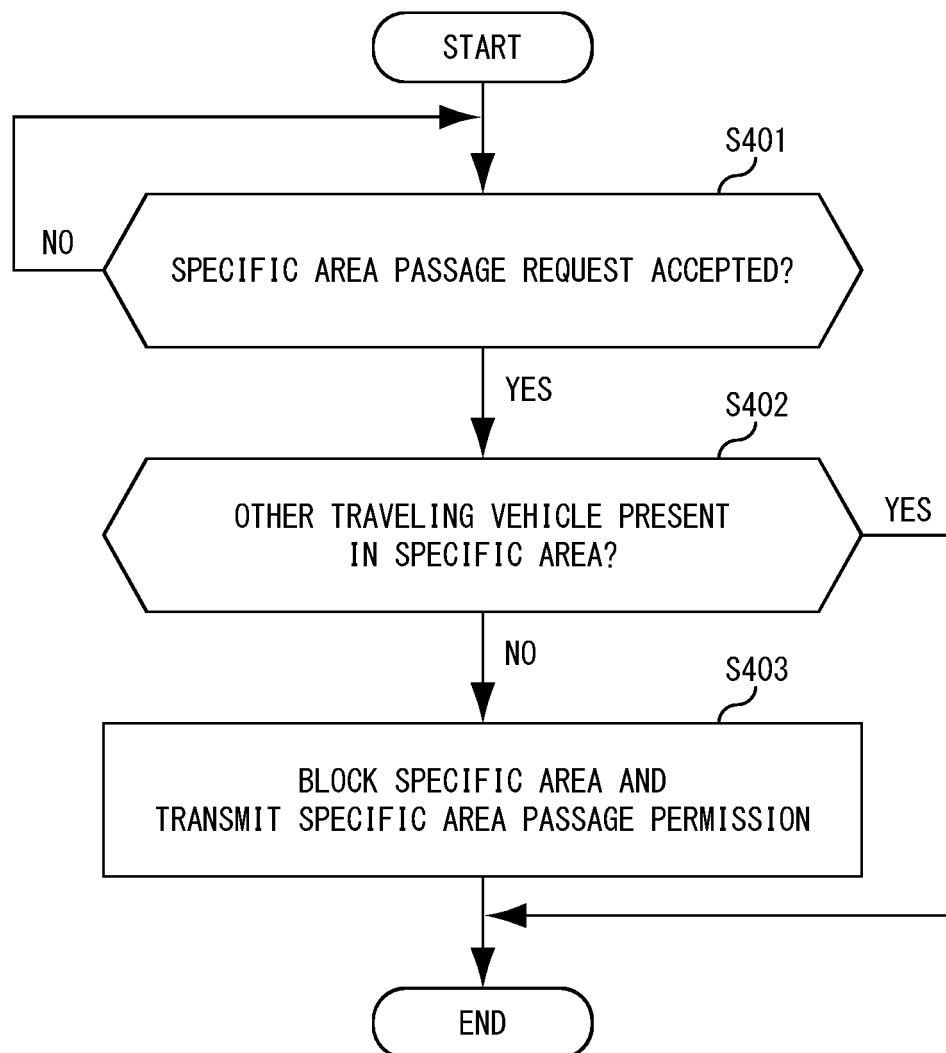 START
S401
NO
SPECIFIC AREA PASSAGE REQUEST ACCEPTED?
YES
S402
OTHER TRAVELING VEHICLE PRESENT
IN SPECIFIC AREA?
YES
NO
S403
BLOCK SPECIFIC AREA AND
TRANSMIT SPECIFIC AREA PASSAGE PERMISSION
END